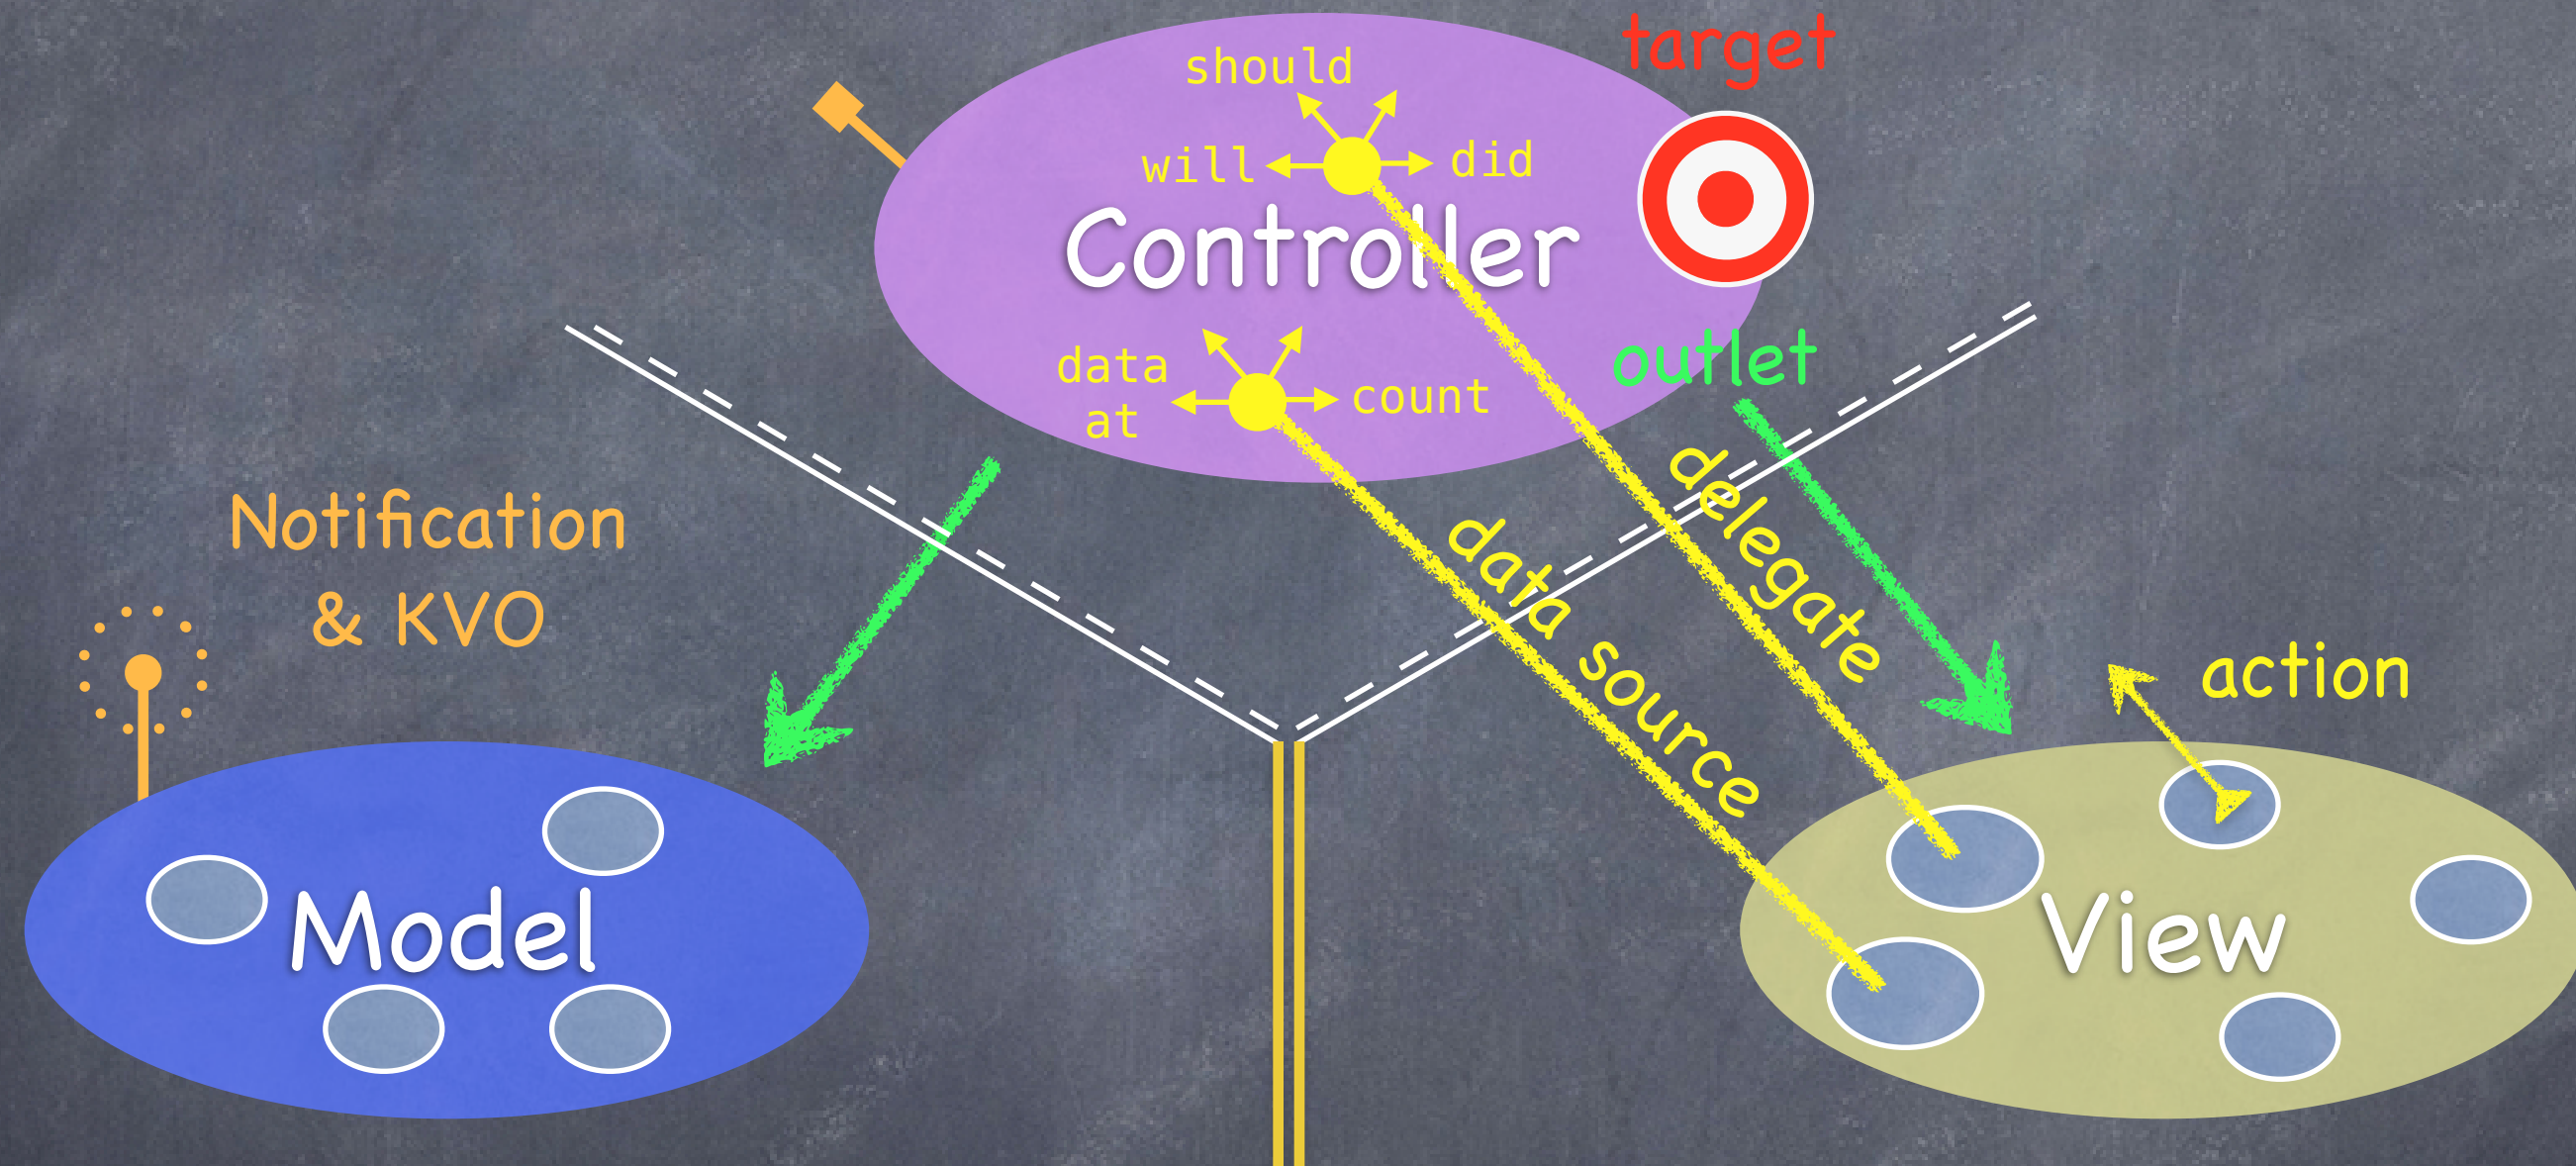 target
should
will
did
Controller
data
at
count
outlet
delegate
data source
Notification
& KVO
action
Model
View